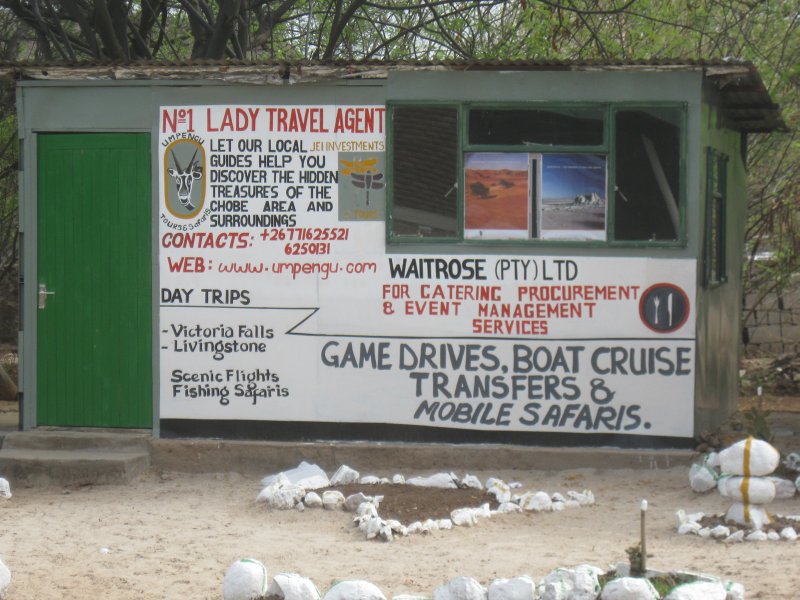 Nº1 LADY TRAVEL AGENT
UMPENGU
TOURS & SAFARIS
LET OUR LOCAL
GUIDES HELP YOU
DISCOVER THE HIDDEN
TREASURES OF THE
CHOBE AREA AND
SURROUNDINGS
JEI INVESTMENTS
CONTACTS: +26771625521
6250131
WEB: www.umpengu.com
DAY TRIPS
- Victoria Falls
- Livingstone
Scenic Flights
Fishing Safaris
WAITROSE (PTY) LTD
FOR CATERING PROCUREMENT
& EVENT MANAGEMENT
SERVICES
GAME DRIVES, BOAT CRUISE
TRANSFERS &
MOBILE SAFARIS.